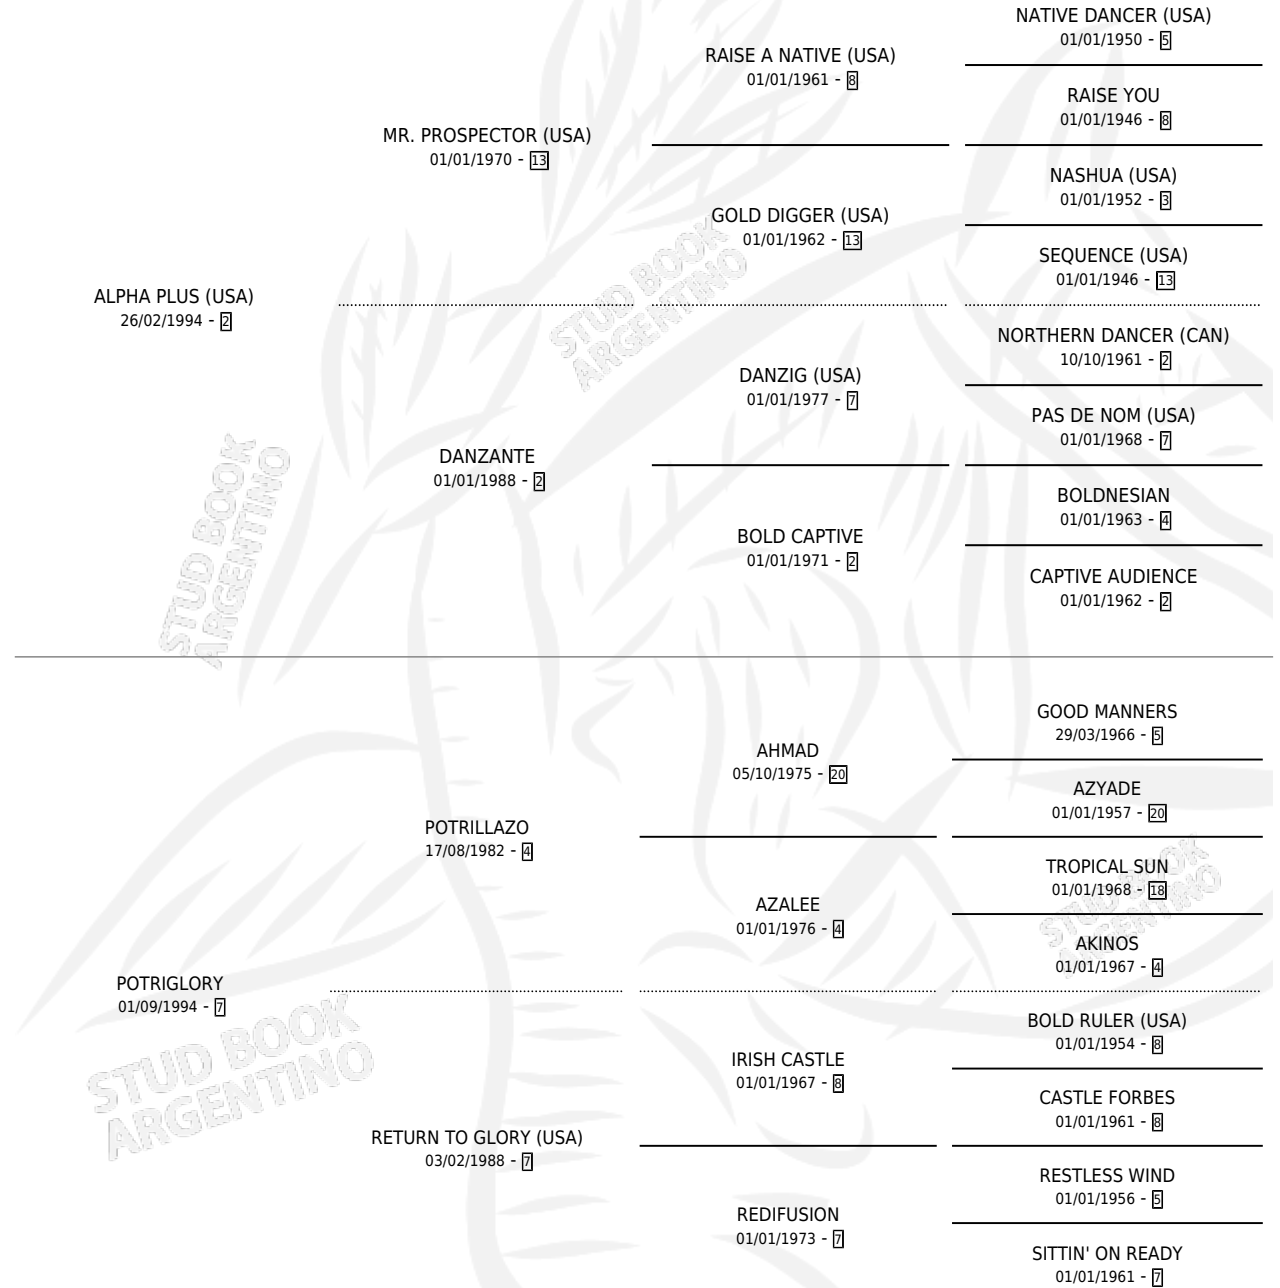 NATIVE DANCER (USA)
01/01/1950 - 5
RAISE A NATIVE (USA)
01/01/1961 - 8
RAISE YOU
01/01/1946 - 8
MR. PROSPECTOR (USA)
01/01/1970 - 13
NASHUA (USA)
01/01/1952 - 3
GOLD DIGGER (USA)
01/01/1962 - 13
SEQUENCE (USA)
01/01/1946 - 13
ALPHA PLUS (USA)
26/02/1994 - 2
STUD BOOK
ARGENTINO
NORTHERN DANCER (CAN)
10/10/1961 - 2
DANZIG (USA)
01/01/1977 - 7
PAS DE NOM (USA)
01/01/1968 - 7
DANZANTE
01/01/1988 - 2
BOLDNESIAN
01/01/1963 - 4
BOLD CAPTIVE
01/01/1971 - 2
CAPTIVE AUDIENCE
01/01/1962 - 2
STUD BOOK
ARGENTINO
GOOD MANNERS
29/03/1966 - 5
AHMAD
05/10/1975 - 20
AZYADE
01/01/1957 - 20
POTRILLAZO
17/08/1982 - 4
TROPICAL SUN
01/01/1968 - 18
AZALEE
01/01/1976 - 4
AKINOS
01/01/1967 - 4
STUD BOOK
ARGENTINO
POTRIGLORY
01/09/1994 - 7
BOLD RULER (USA)
01/01/1954 - 8
IRISH CASTLE
01/01/1967 - 8
CASTLE FORBES
01/01/1961 - 8
STUD BOOK
ARGENTINO
RETURN TO GLORY (USA)
03/02/1988 - 7
RESTLESS WIND
01/01/1956 - 5
REDIFUSION
01/01/1973 - 7
SITTIN' ON READY
01/01/1961 - 7